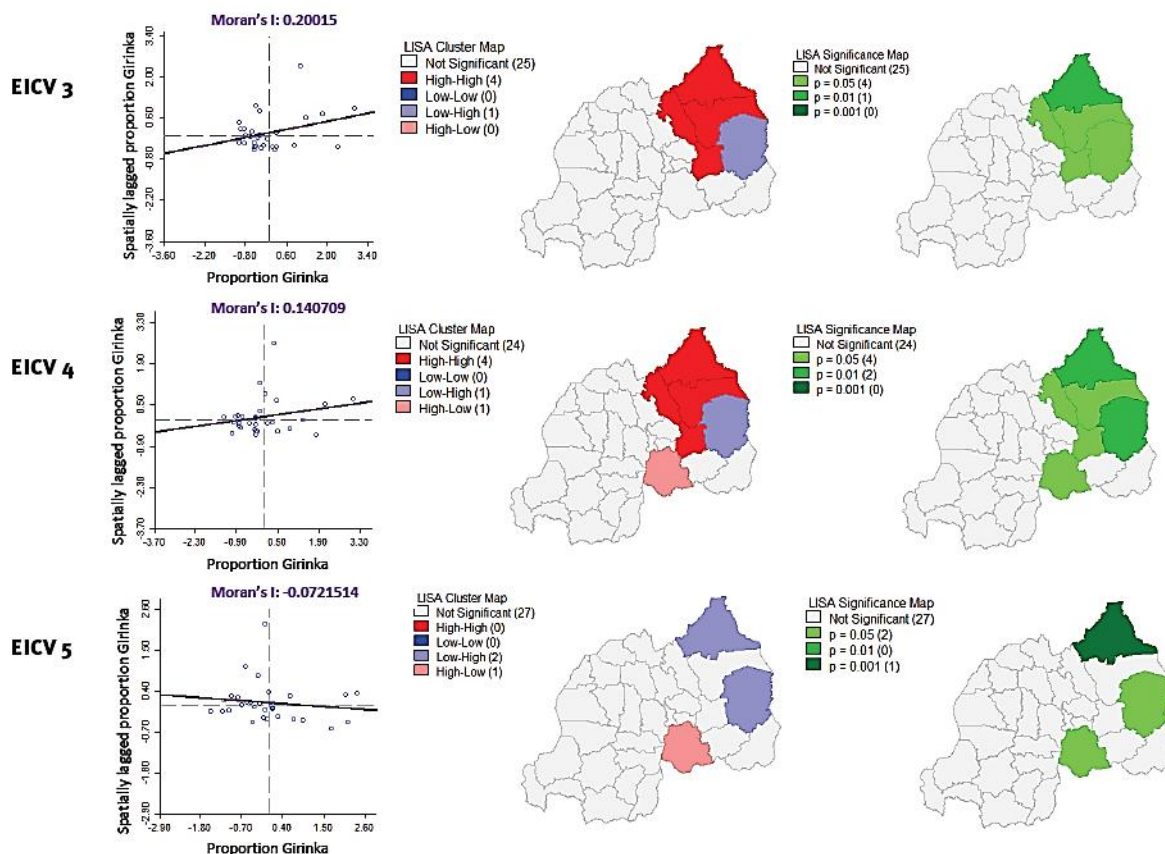 EICV 3
Moran's I: 0.20015
Spatially lagged proportion Girinka
3.40
2.00
0.60
-0.80
-2.20
-3.60
-3.60 -2.20 -0.80 0.60 2.00 3.40
Proportion Girinka
LISA Cluster Map
Not Significant (25)
High-High (4)
Low-Low (0)
Low-High (1)
High-Low (0)
LISA Significance Map
Not Significant (25)
p = 0.05 (4)
p = 0.01 (1)
p = 0.001 (0)
EICV 4
Moran's I: 0.140709
Spatially lagged proportion Girinka
3.30
1.90
0.50
-0.90
-2.30
-3.70
-3.70 -2.30 -0.90 0.50 1.90 3.30
Proportion Girinka
LISA Cluster Map
Not Significant (24)
High-High (4)
Low-Low (0)
Low-High (1)
High-Low (1)
LISA Significance Map
Not Significant (24)
p = 0.05 (4)
p = 0.01 (2)
p = 0.001 (0)
EICV 5
Moran's I: -0.0721514
Spatially lagged proportion Girinka
2.60
1.50
0.40
-0.70
-1.80
-2.90
-2.90 -1.80 -0.70 0.40 1.50 2.60
Proportion Girinka
LISA Cluster Map
Not Significant (27)
High-High (0)
Low-Low (0)
Low-High (2)
High-Low (1)
LISA Significance Map
Not Significant (27)
p = 0.05 (2)
p = 0.01 (0)
p = 0.001 (1)